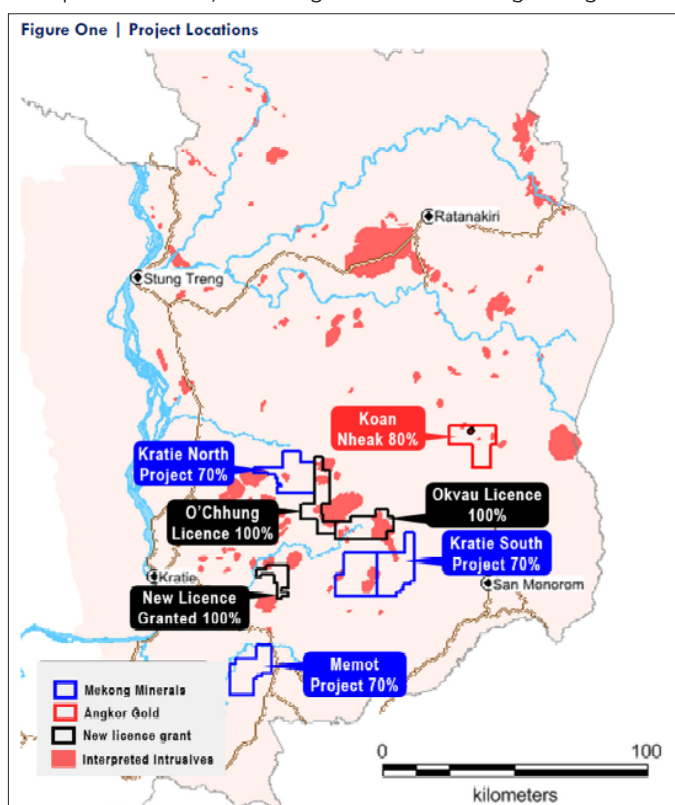 Figure One | Project Locations
Ratanakiri
Stung Treng
Koan
Nheak 80%
Kratie North
Project 70%
O'Chhung
Licence 100%
Okvau Licence
100%
Kratie South
Project 70%
Kratie
San Monorom
New Licence
Granted 100%
Memot
Project 70%
Mekong Minerals
Angkor Gold
New licence grant
Interpreted Intrusives
0 100
kilometers